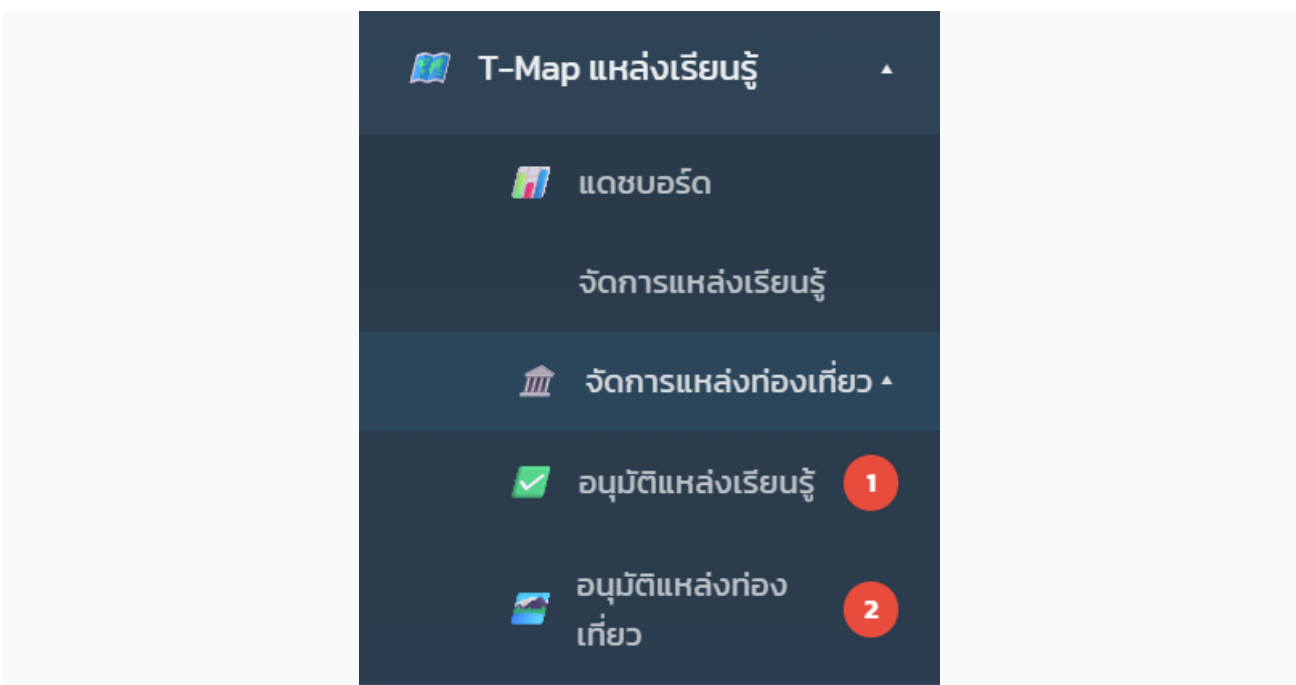 T-Map แหล่งเรียนรู้
แดชบอร์ด
จัดการแหล่งเรียนรู้
จัดการแหล่งท่องเที่ยว
อนุมัติแหล่งเรียนรู้ 1
อนุมัติแหล่งท่อง
เที่ยว 2